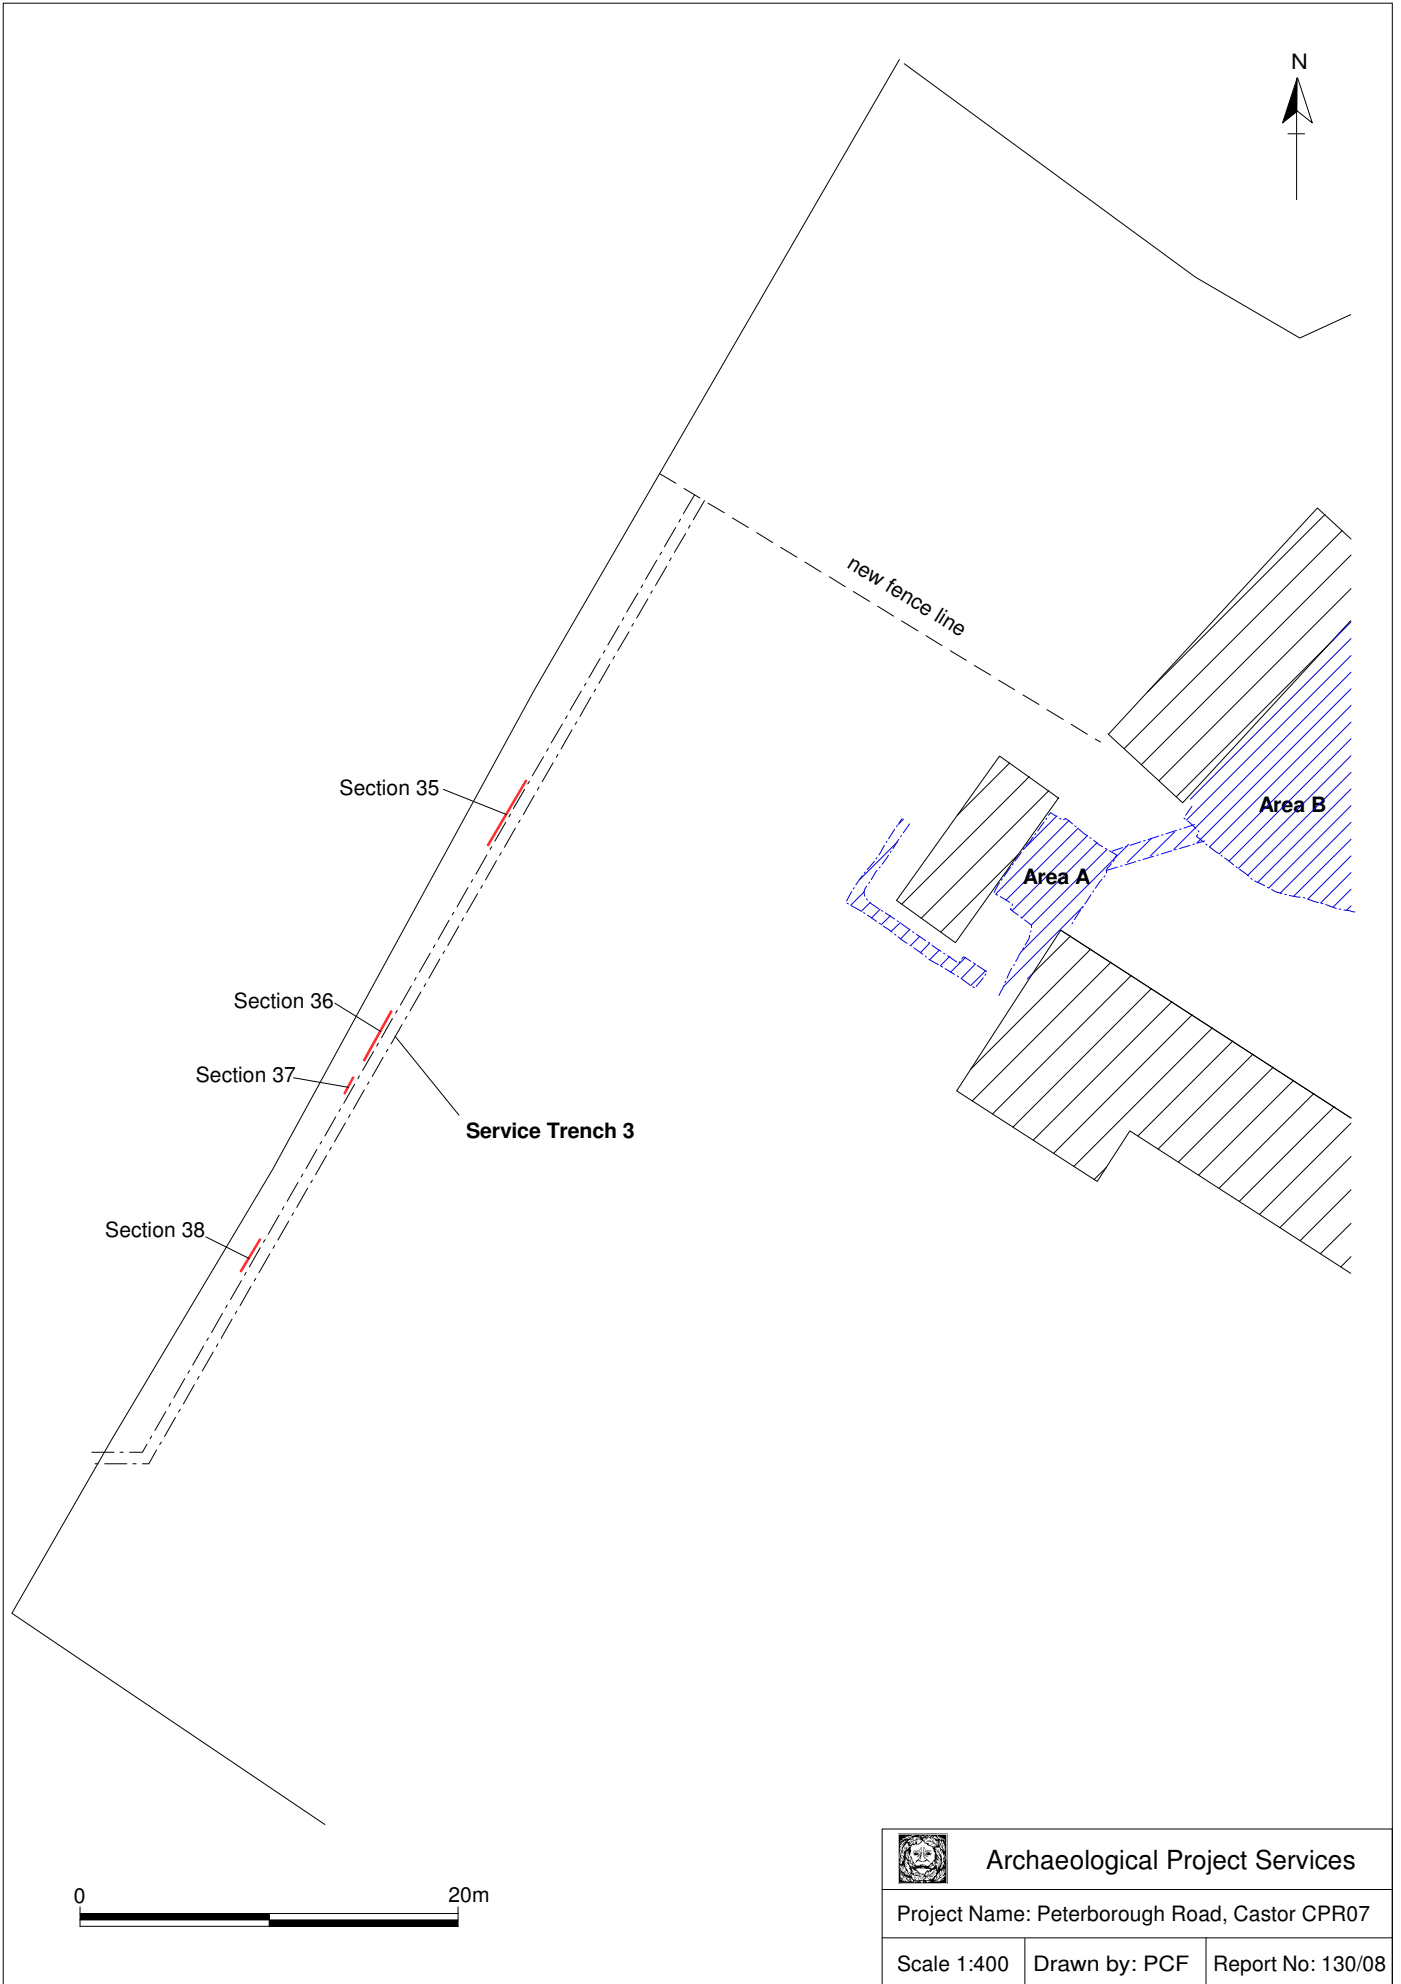 N
new fence line
Section 35
Area B
Area A
Section 36
Section 37
Service Trench 3
Section 38
0 20m
Archaeological Project Services
Project Name: Peterborough Road, Castor CPR07
Scale 1:400 Drawn by: PCF Report No: 130/08